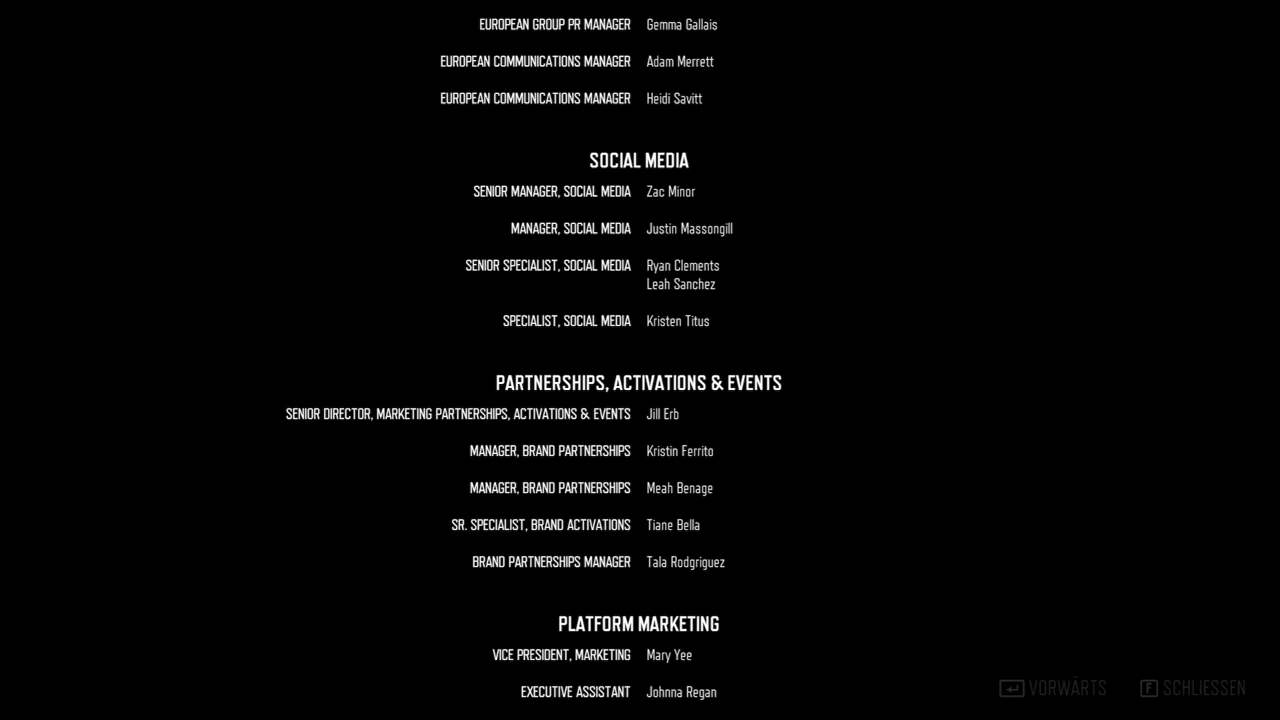 EUROPEAN GROUP PR MANAGER Gemma Gallais
EUROPEAN COMMUNICATIONS MANAGER Adam Merrett
EUROPEAN COMMUNICATIONS MANAGER Heidi Savitt
SOCIAL MEDIA
SENIOR MANAGER, SOCIAL MEDIA Zac Minor
MANAGER, SOCIAL MEDIA Justin Massongill
SENIOR SPECIALIST, SOCIAL MEDIA Ryan Clements
Leah Sanchez
SPECIALIST, SOCIAL MEDIA Kristen Titus
PARTNERSHIPS, ACTIVATIONS & EVENTS
SENIOR DIRECTOR, MARKETING PARTNERSHIPS, ACTIVATIONS & EVENTS Jill Erb
MANAGER, BRAND PARTNERSHIPS Kristin Ferrito
MANAGER, BRAND PARTNERSHIPS Meah Benage
SR. SPECIALIST, BRAND ACTIVATIONS Tiane Bella
BRAND PARTNERSHIPS MANAGER Tala Rodgriguez
PLATFORM MARKETING
VICE PRESIDENT, MARKETING Mary Yee
EXECUTIVE ASSISTANT Johnna Regan
VORWÄRTS F SCHLIESSEN